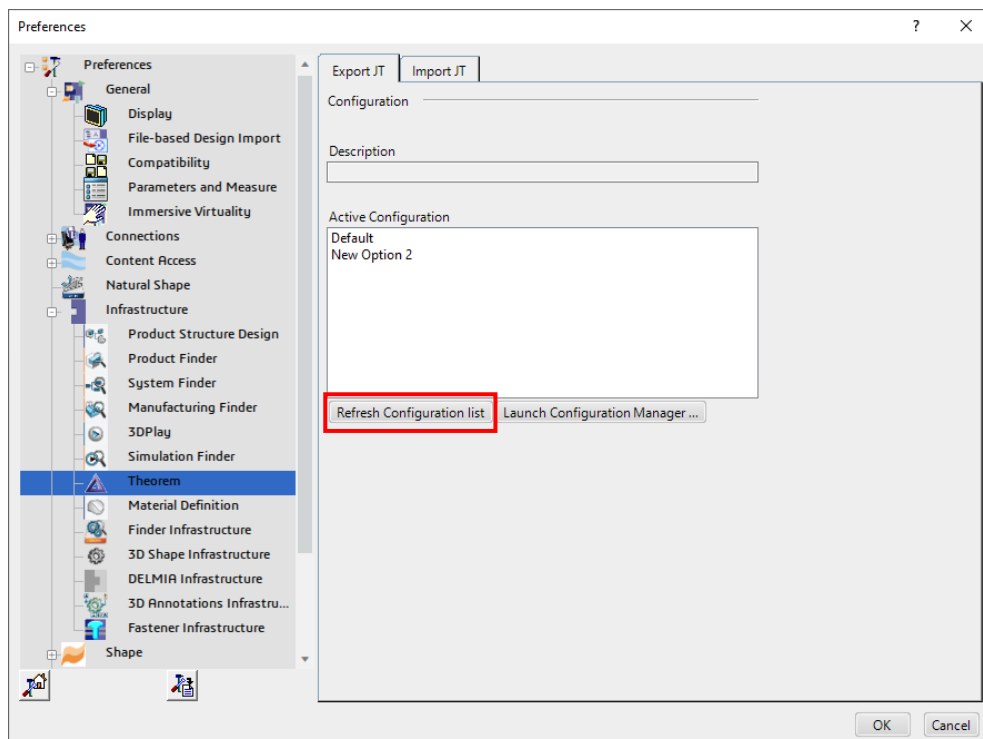 Preferences
?
Preferences
General
Display
File-based Design Import
Compatibility
Parameters and Measure
Immersive Virtuality
Connections
Content Access
Natural Shape
Infrastructure
Product Structure Design
Product Finder
System Finder
Manufacturing Finder
3DPlay
Simulation Finder
Theorem
Material Definition
Finder Infrastructure
3D Shape Infrastructure
DELMIA Infrastructure
3D Annotations Infrastru...
Fastener Infrastructure
Shape
Export JT
Import JT
Configuration
Description
Active Configuration
Default
New Option 2
Refresh Configuration list
Launch Configuration Manager ...
OK
Cancel